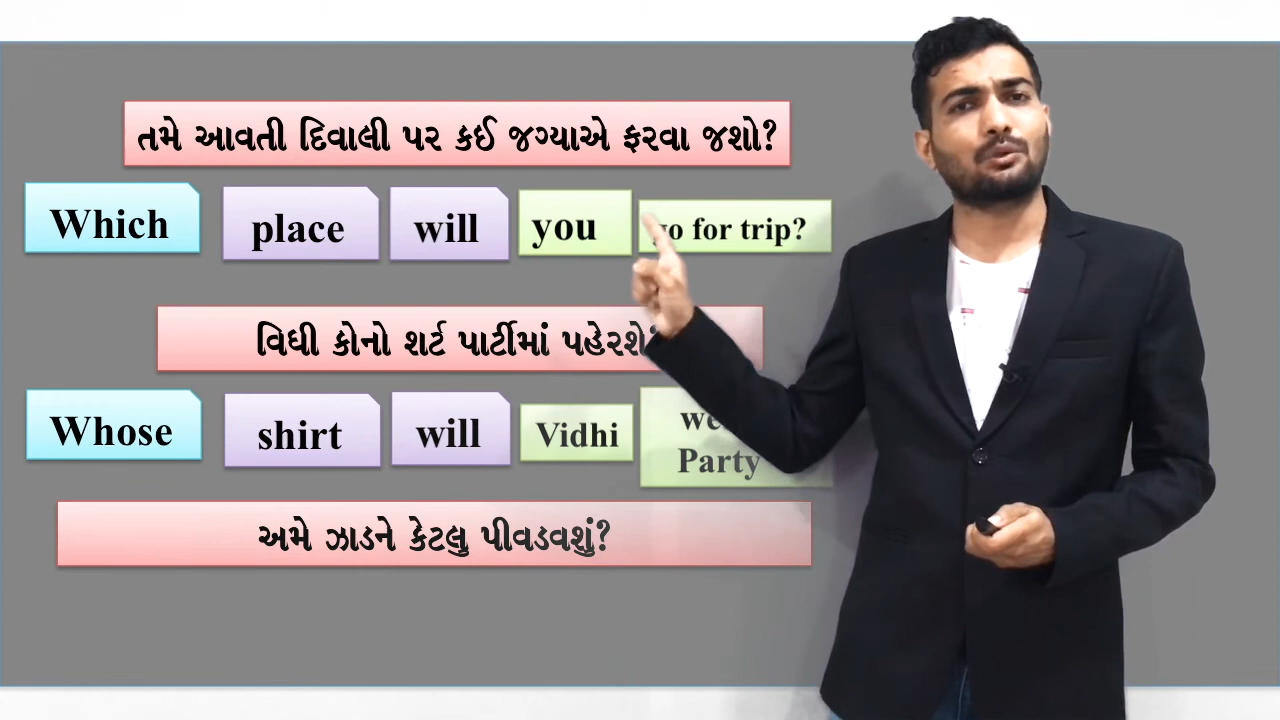 તમે આવતી દિવાલી પર કઈ જગ્યાએ ફરવા જશો?
Which place will you go for trip?
વિધી કોનો શર્ટ પાર્ટીમાં પહેરશે?
Whose shirt will Vidhi
Party
અમે ઝાડને કેટલુ પીવડવશું?